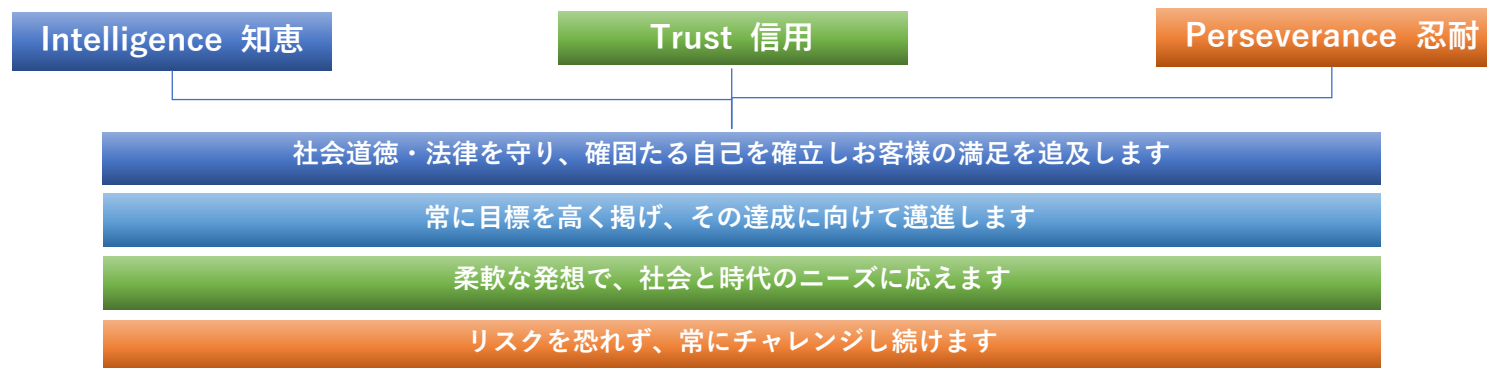 Intelligence 知恵
Trust 信用
Perseverance 忍耐
社会道徳・法律を守り、確固たる自己を確立しお客様の満足を追及します
常に目標を高く掲げ、その達成に向けて邁進します
柔軟な発想で、社会と時代のニーズに応えます
リスクを恐れず、常にチャレンジし続けます